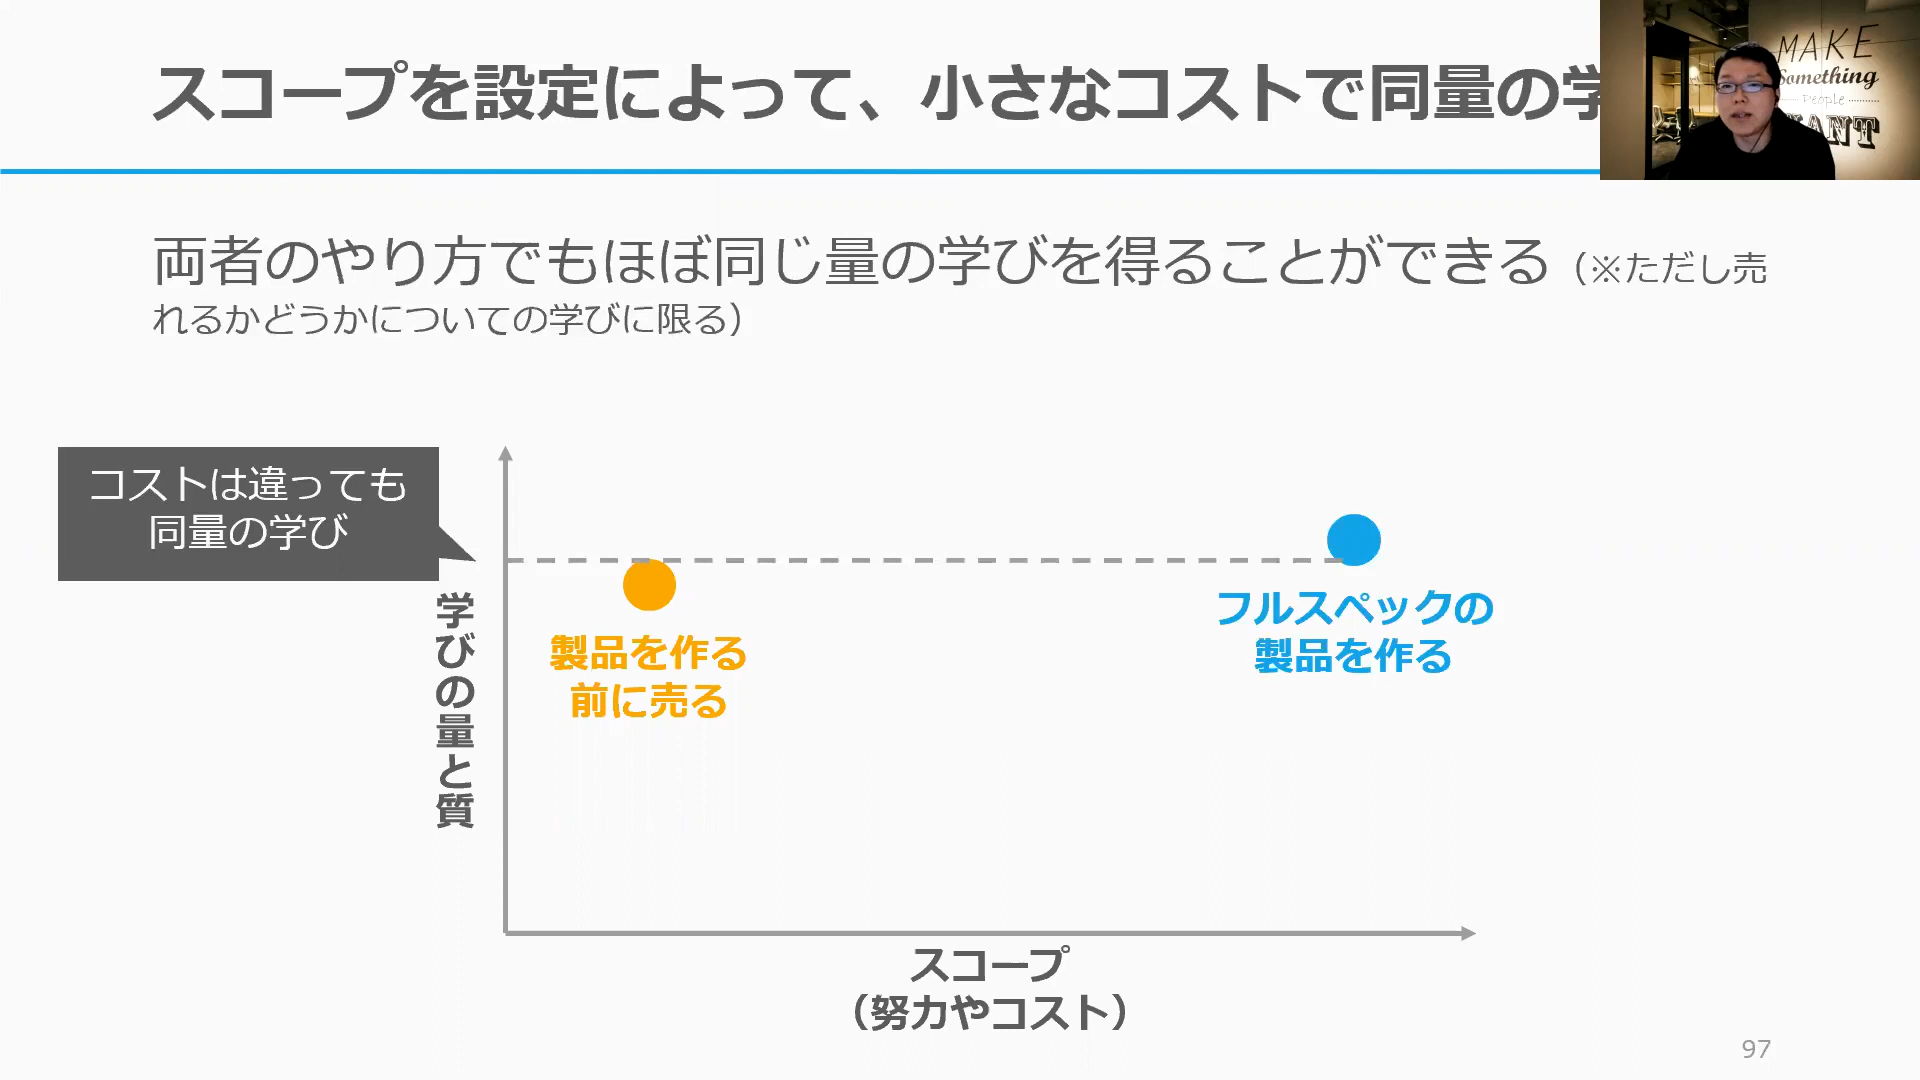 スコープを設定によって、小さなコストで同量の学
MAKE
Something
People
WANT
両者のやり方でもほぼ同じ量の学びを得ることができる（※ただし売
れるかどうかについての学びに限る）
コストは違っても
同量の学び
学びの量と質
製品を作る
前に売る
フルスペックの
製品を作る
スコープ
（努力やコスト）
97